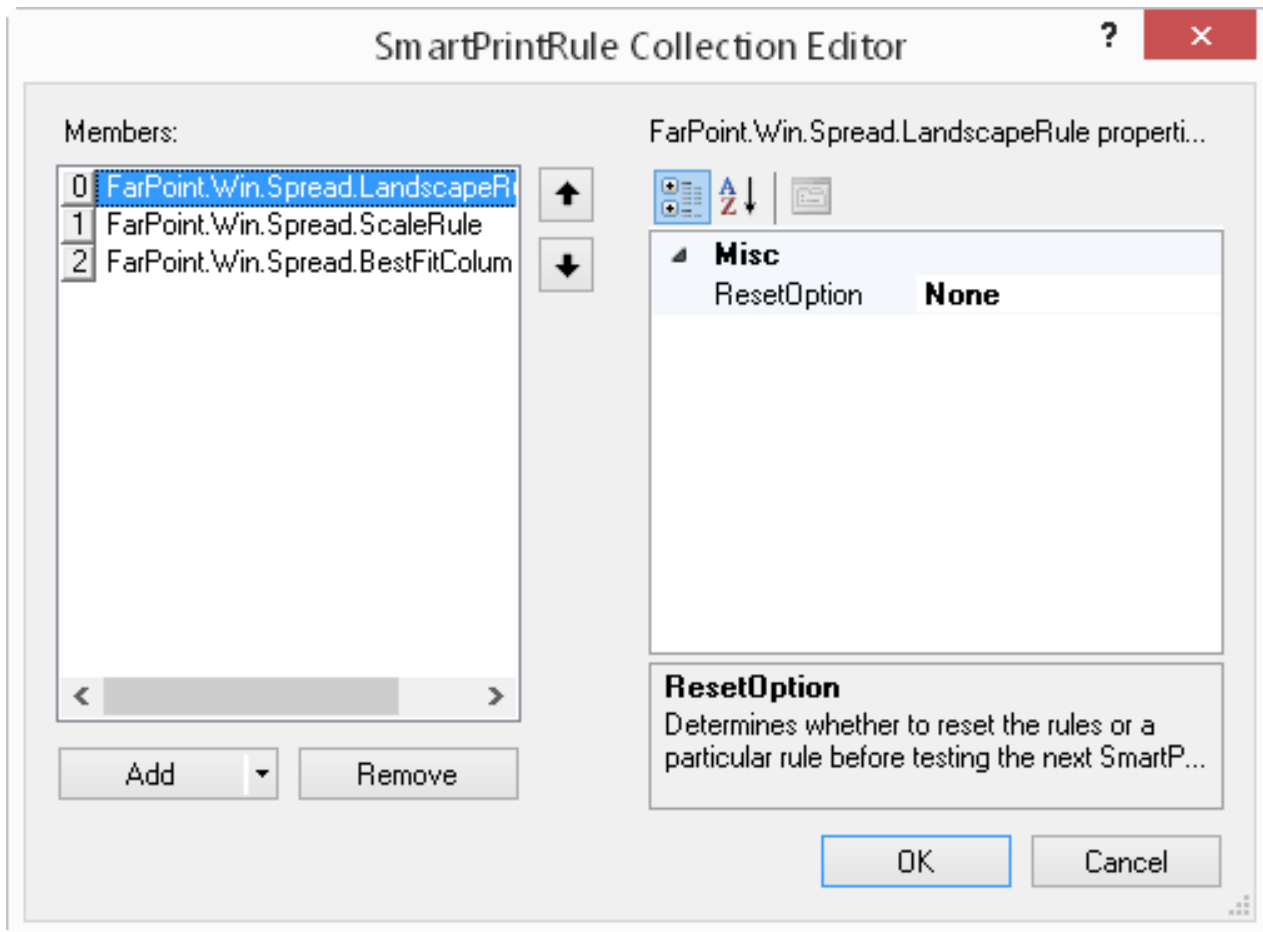 SmartPrintRule Collection Editor
?
Members:
FarPoint.Win.Spread.LandscapeRule properti...
0 FarPoint.Win.Spread.LandscapeR
1 FarPoint.Win.Spread.ScaleRule
2 FarPoint.Win.Spread.BestFitColum
A
Z
Misc
ResetOption None
ResetOption
Determines whether to reset the rules or a
particular rule before testing the next SmartP...
Add Remove
OK Cancel